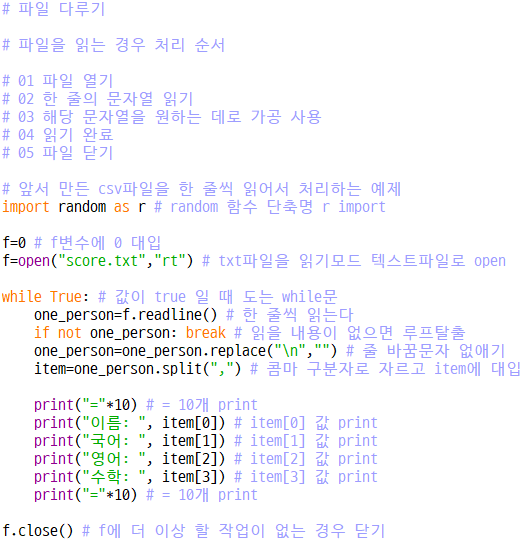 # 파일 다루기
# 파일을 읽는 경우 처리 순서
# 01 파일 열기
# 02 한 줄의 문자열 읽기
# 03 해당 문자열을 원하는 데로 가공 사용
# 04 읽기 완료
# 05 파일 닫기
# 앞서 만든 csv파일을 한 줄씩 읽어서 처리하는 예제
import random as r # random 함수 단축명 r import
f=0 # f변수에 0 대입
f=open("score.txt","rt") # txt파일을 읽기모드 텍스트파일로 open
while True: # 값이 true 일 때 도는 while문
    one_person=f.readline() # 한 줄씩 읽는다
    if not one_person: break # 읽을 내용이 없으면 루프탈출
    one_person=one_person.replace("\n","") # 줄 바꿈문자 없애기
    item=one_person.split(",") # 콤마 구분자로 자르고 item에 대입
    print("="*10) # = 10개 print
    print("이름: ", item[0]) # item[0] 값 print
    print("국어: ", item[1]) # item[1] 값 print
    print("영어: ", item[2]) # item[2] 값 print
    print("수학: ", item[3]) # item[3] 값 print
    print("="*10) # = 10개 print
f.close() # f에 더 이상 할 작업이 없는 경우 닫기